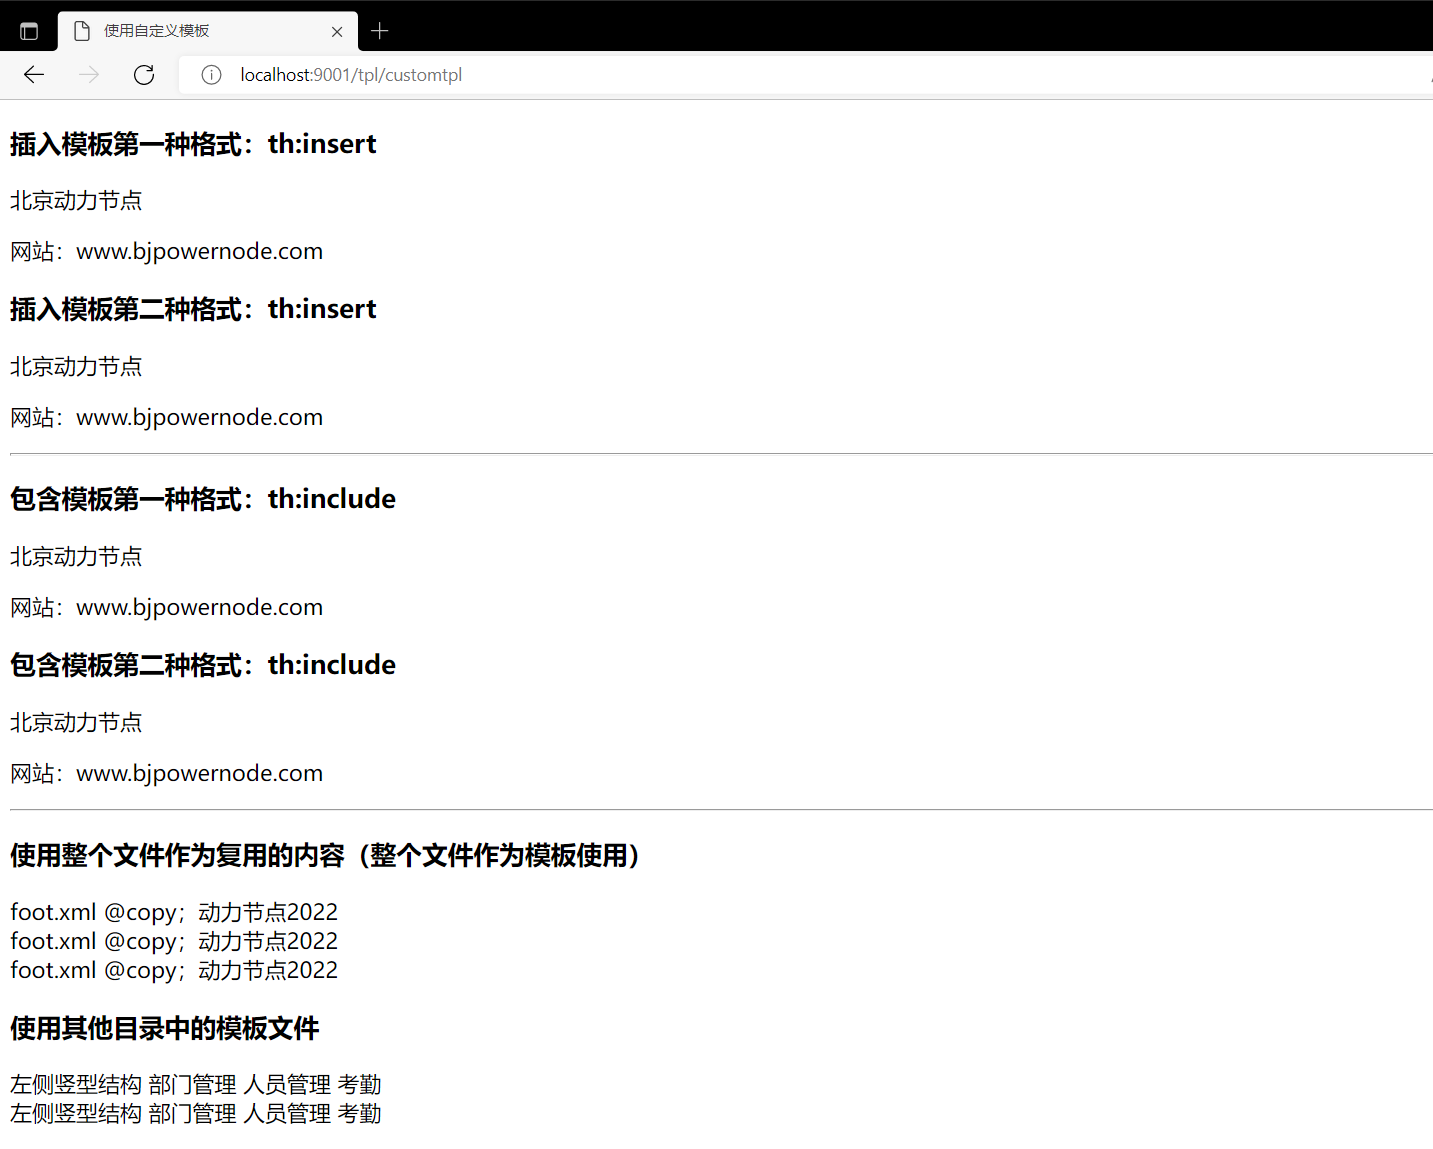 使用自定义模板
localhost:9001/tpl/customtpl
插入模板第一种格式：th:insert
北京动力节点
网站：www.bjpowernode.com
插入模板第二种格式：th:insert
北京动力节点
网站：www.bjpowernode.com
包含模板第一种格式：th:include
北京动力节点
网站：www.bjpowernode.com
包含模板第二种格式：th:include
北京动力节点
网站：www.bjpowernode.com
使用整个文件作为复用的内容（整个文件作为模板使用）
foot.xml @copy；动力节点2022
foot.xml @copy；动力节点2022
foot.xml @copy；动力节点2022
使用其他目录中的模板文件
左侧竖型结构 部门管理 人员管理 考勤
左侧竖型结构 部门管理 人员管理 考勤